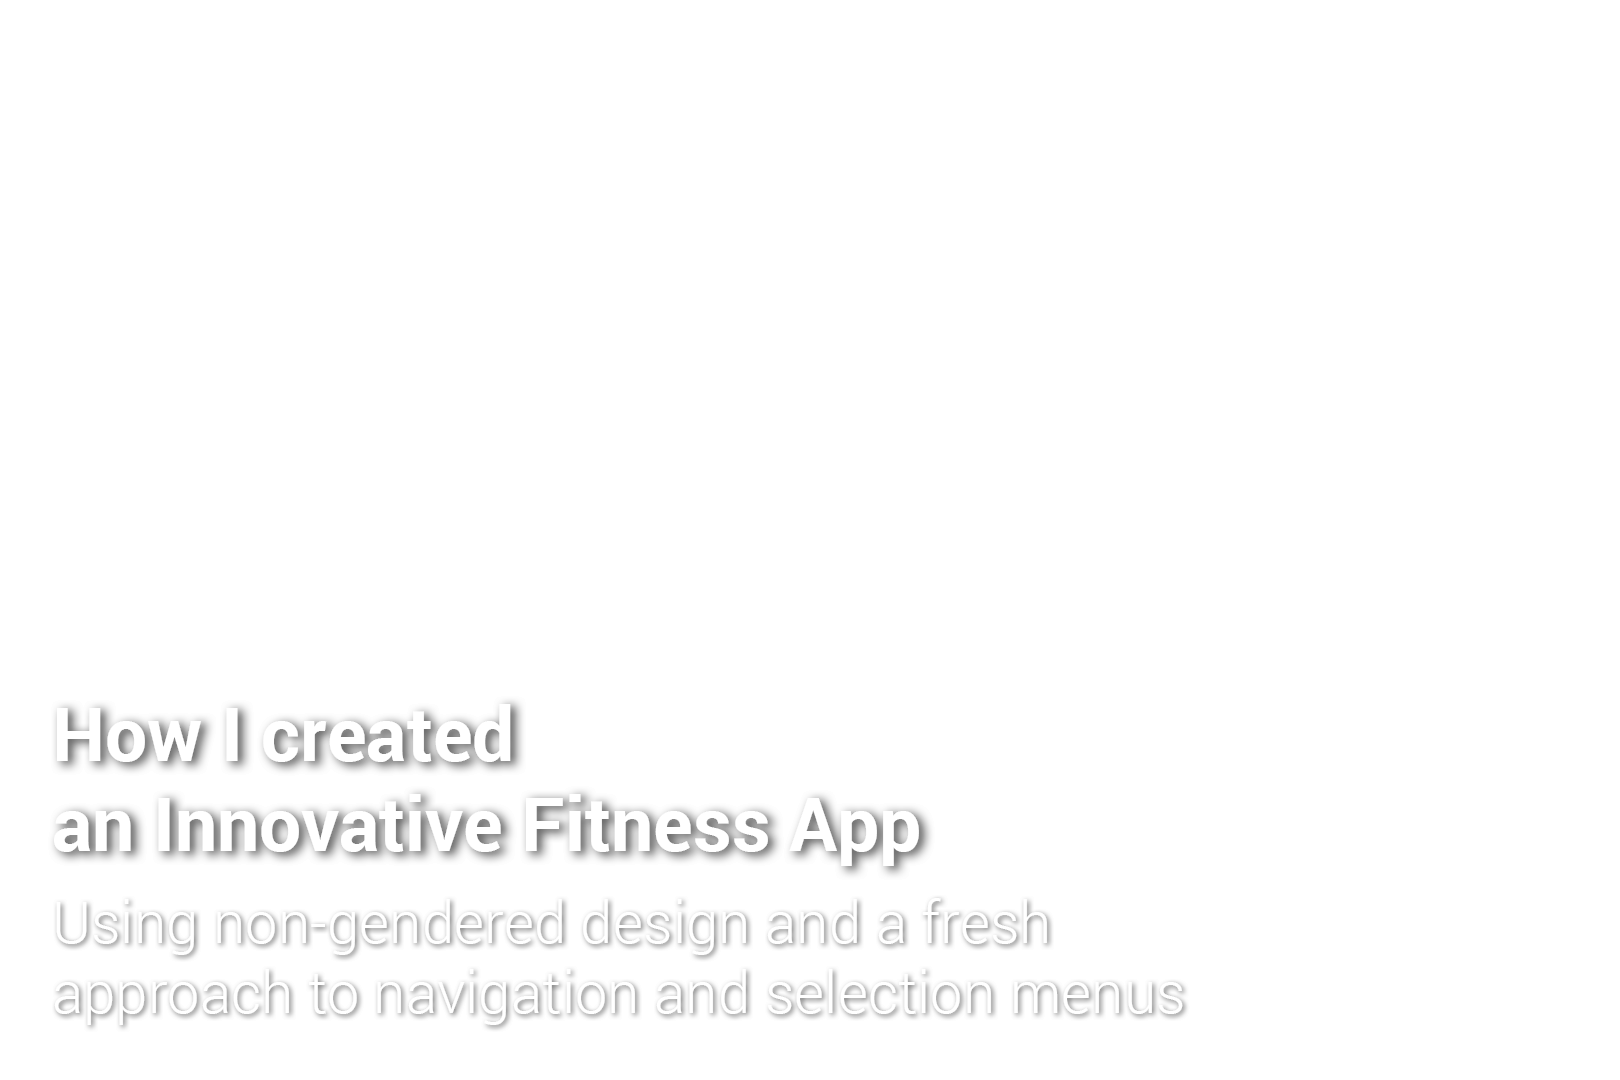 How I created
an Innovative Fitness App
Using non-gendered design and a fresh
approach to navigation and selection menus